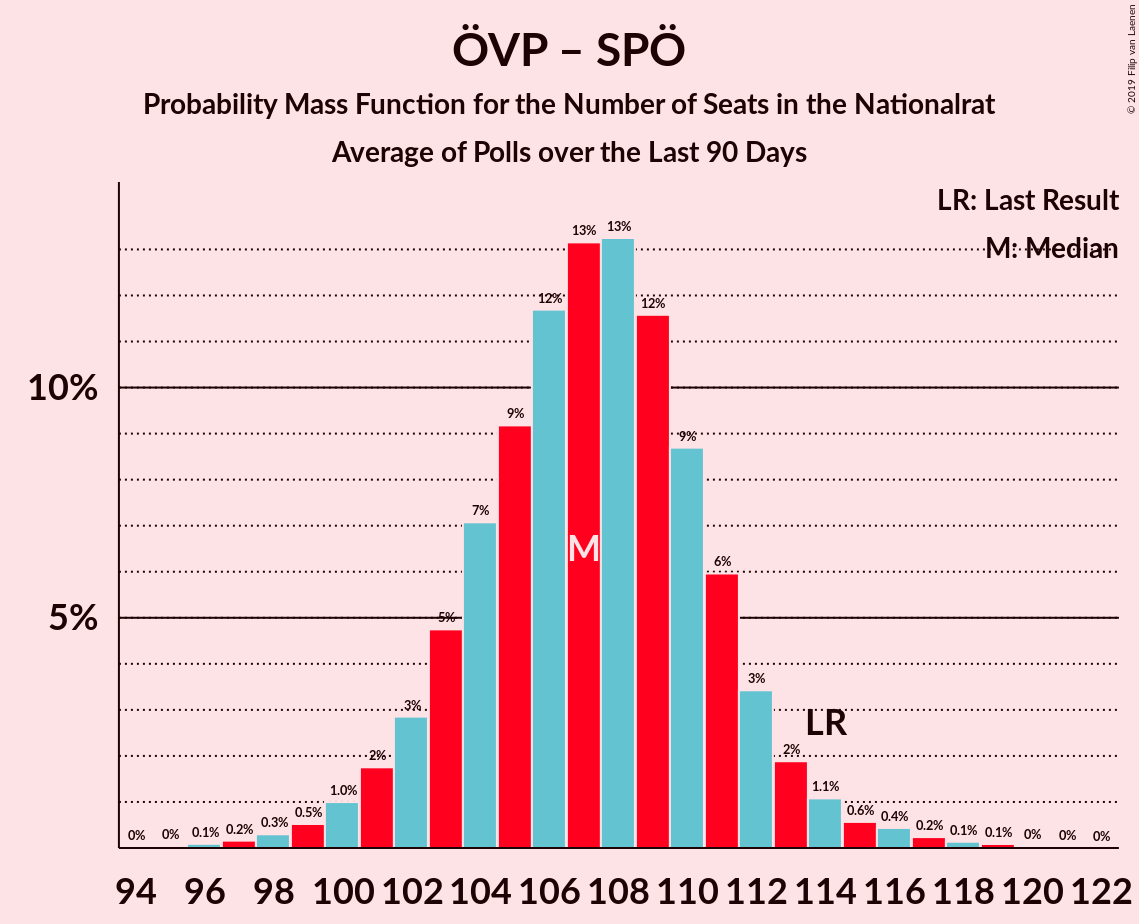 ÖVP – SPÖ
Probability Mass Function for the Number of Seats in the Nationalrat
Average of Polls over the Last 90 Days
© 2019 Filip van Laenen
LR: Last Result
M: Median
10%
5%
0% 0% 0.1% 0.2% 0.3% 0.5% 1.0% 2% 3% 5% 7% 9% 12% 13% 13% 12% 9% 6% 3% 2% 1.1% 0.6% 0.4% 0.2% 0.1% 0.1% 0% 0% 0%
M
LR
94 96 98 100 102 104 106 108 110 112 114 116 118 120 122